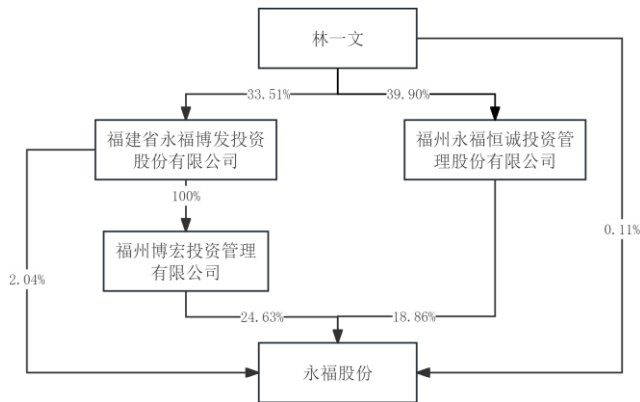 林一文
33.51%
39.90%
福建省永福博发投资
股份有限公司
福州永福恒诚投资管
理股份有限公司
100%
0.11%
福州博宏投资管理
有限公司
2.04%
24.63%
18.86%
永福股份